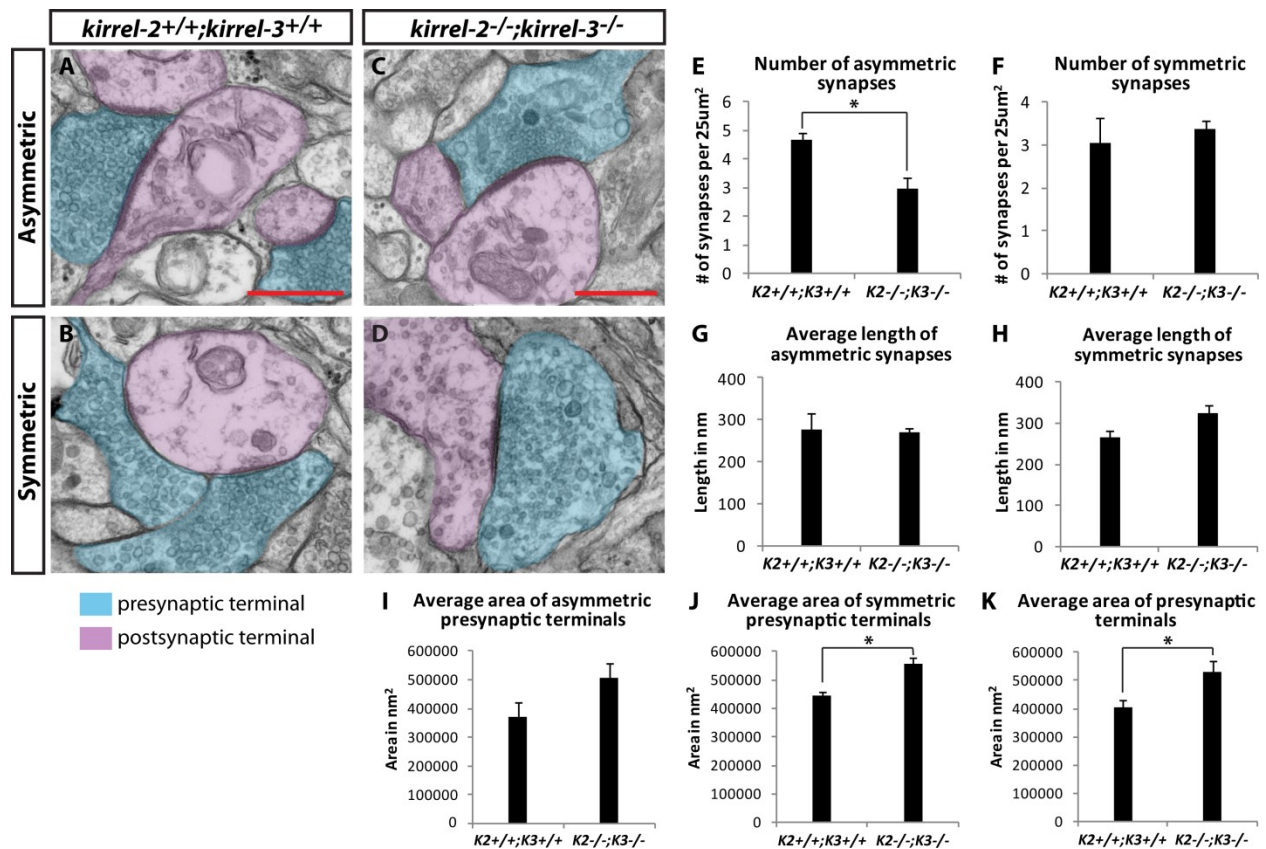 kirrel-2+/+;kirrel-3+/+
kirrel-2-/-;kirrel-3-/-
Asymmetric
Symmetric
A
C
B
D
presynaptic terminal
postsynaptic terminal
E
Number of asymmetric
synapses
# of synapses per 25um²
6
5
4
3
2
1
0
*
K2+/+;K3+/+
K2-/-;K3-/-
F
Number of symmetric
synapses
# of synapses per 25um²
4
3
2
1
0
K2+/+;K3+/+
K2-/-;K3-/-
G
Average length of
asymmetric synapses
Length in nm
400
300
200
100
0
K2+/+;K3+/+
K2-/-;K3-/-
H
Average length of
symmetric synapses
Length in nm
400
300
200
100
0
K2+/+;K3+/+
K2-/-;K3-/-
I
Average area of asymmetric
presynaptic terminals
Area in nm²
600000
500000
400000
300000
200000
100000
0
K2+/+;K3+/+
K2-/-;K3-/-
J
Average area of symmetric
presynaptic terminals
Area in nm²
600000
500000
400000
300000
200000
100000
0
*
K2+/+;K3+/+
K2-/-;K3-/-
K
Average area of presynaptic
terminals
Area in nm²
600000
500000
400000
300000
200000
100000
0
*
K2+/+;K3+/+
K2-/-;K3-/-